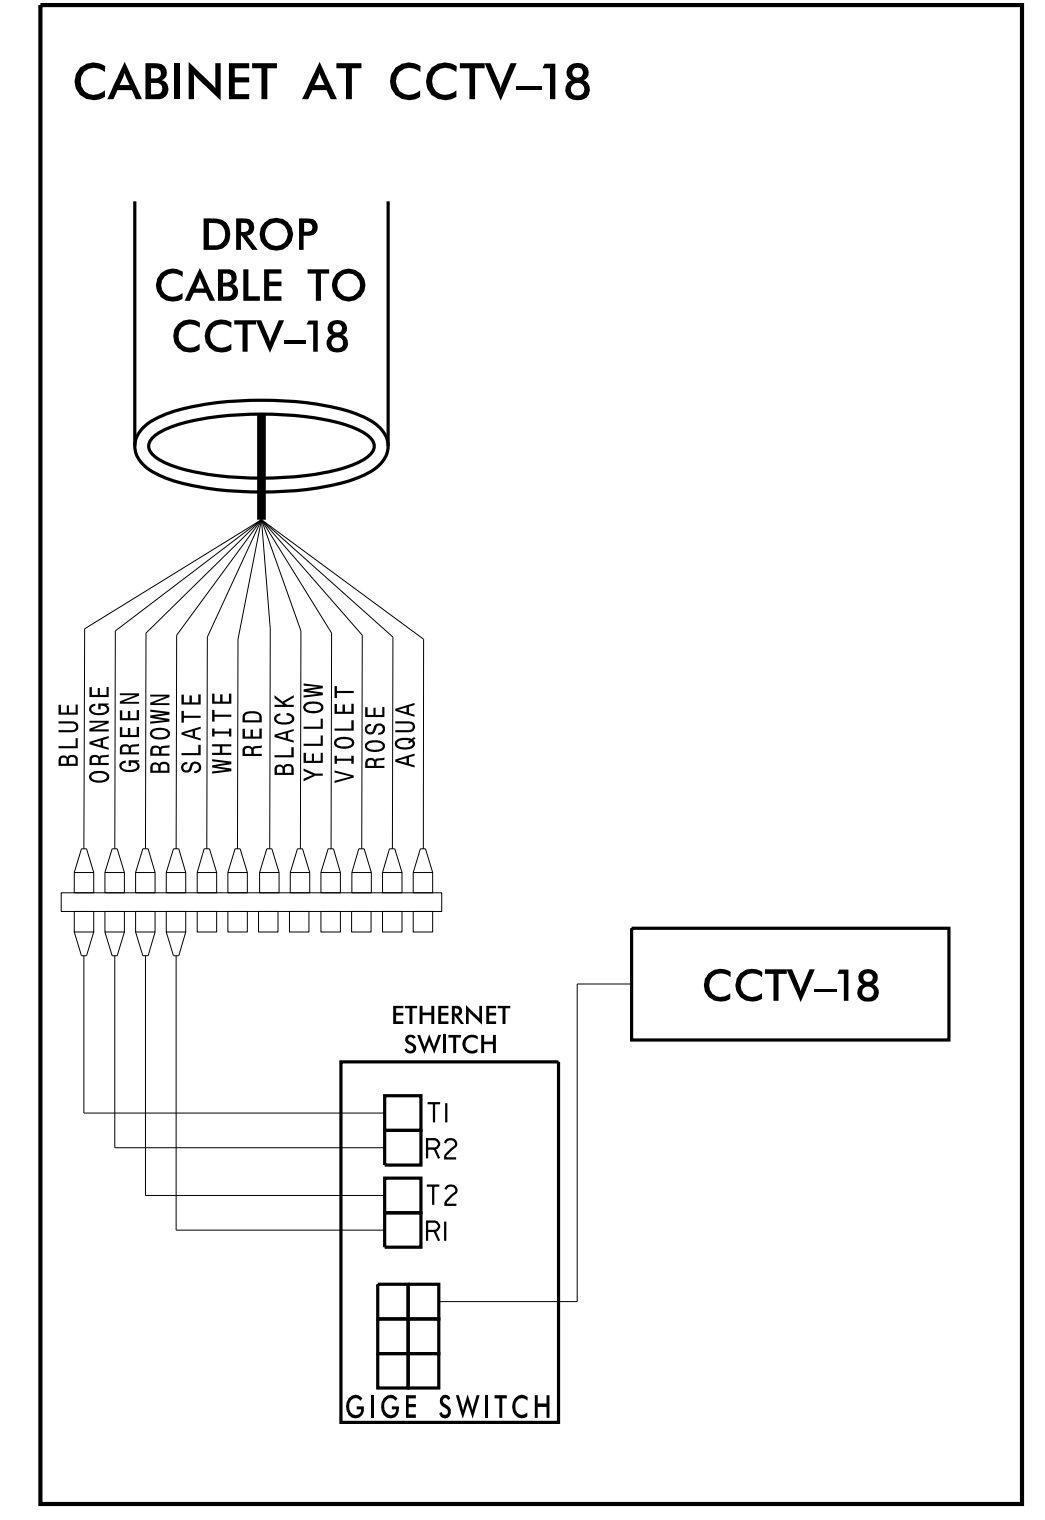 CABINET AT CCTV–18
DROP
CABLE TO
CCTV–18
BLUE
ORANGE
GREEN
BROWN
SLATE
WHITE
RED
BLACK
YELLOW
VIOLET
ROSE
AQUA
CCTV–18
ETHERNET
SWITCH
T1
R2
T2
R1
GIGE SWITCH